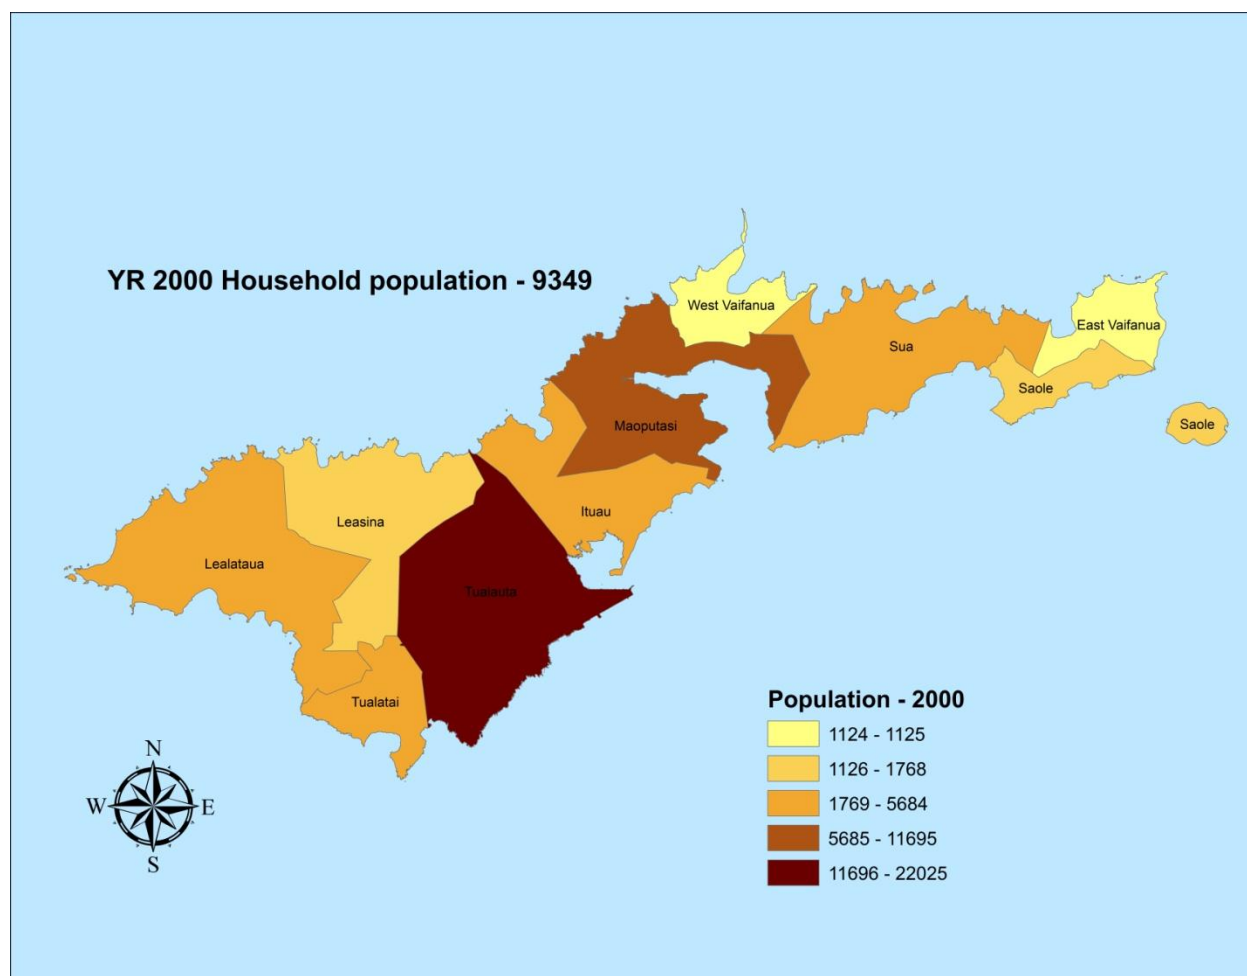 YR 2000 Household population - 9349
West Vaifanua
East Vaifanua
Sua
Saole
Saole
Maoputasi
Ituau
Leasina
Lealataua
Tualauta
Tualatai
Population - 2000
1124 - 1125
1126 - 1768
1769 - 5684
5685 - 11695
11696 - 22025
N
W E
S